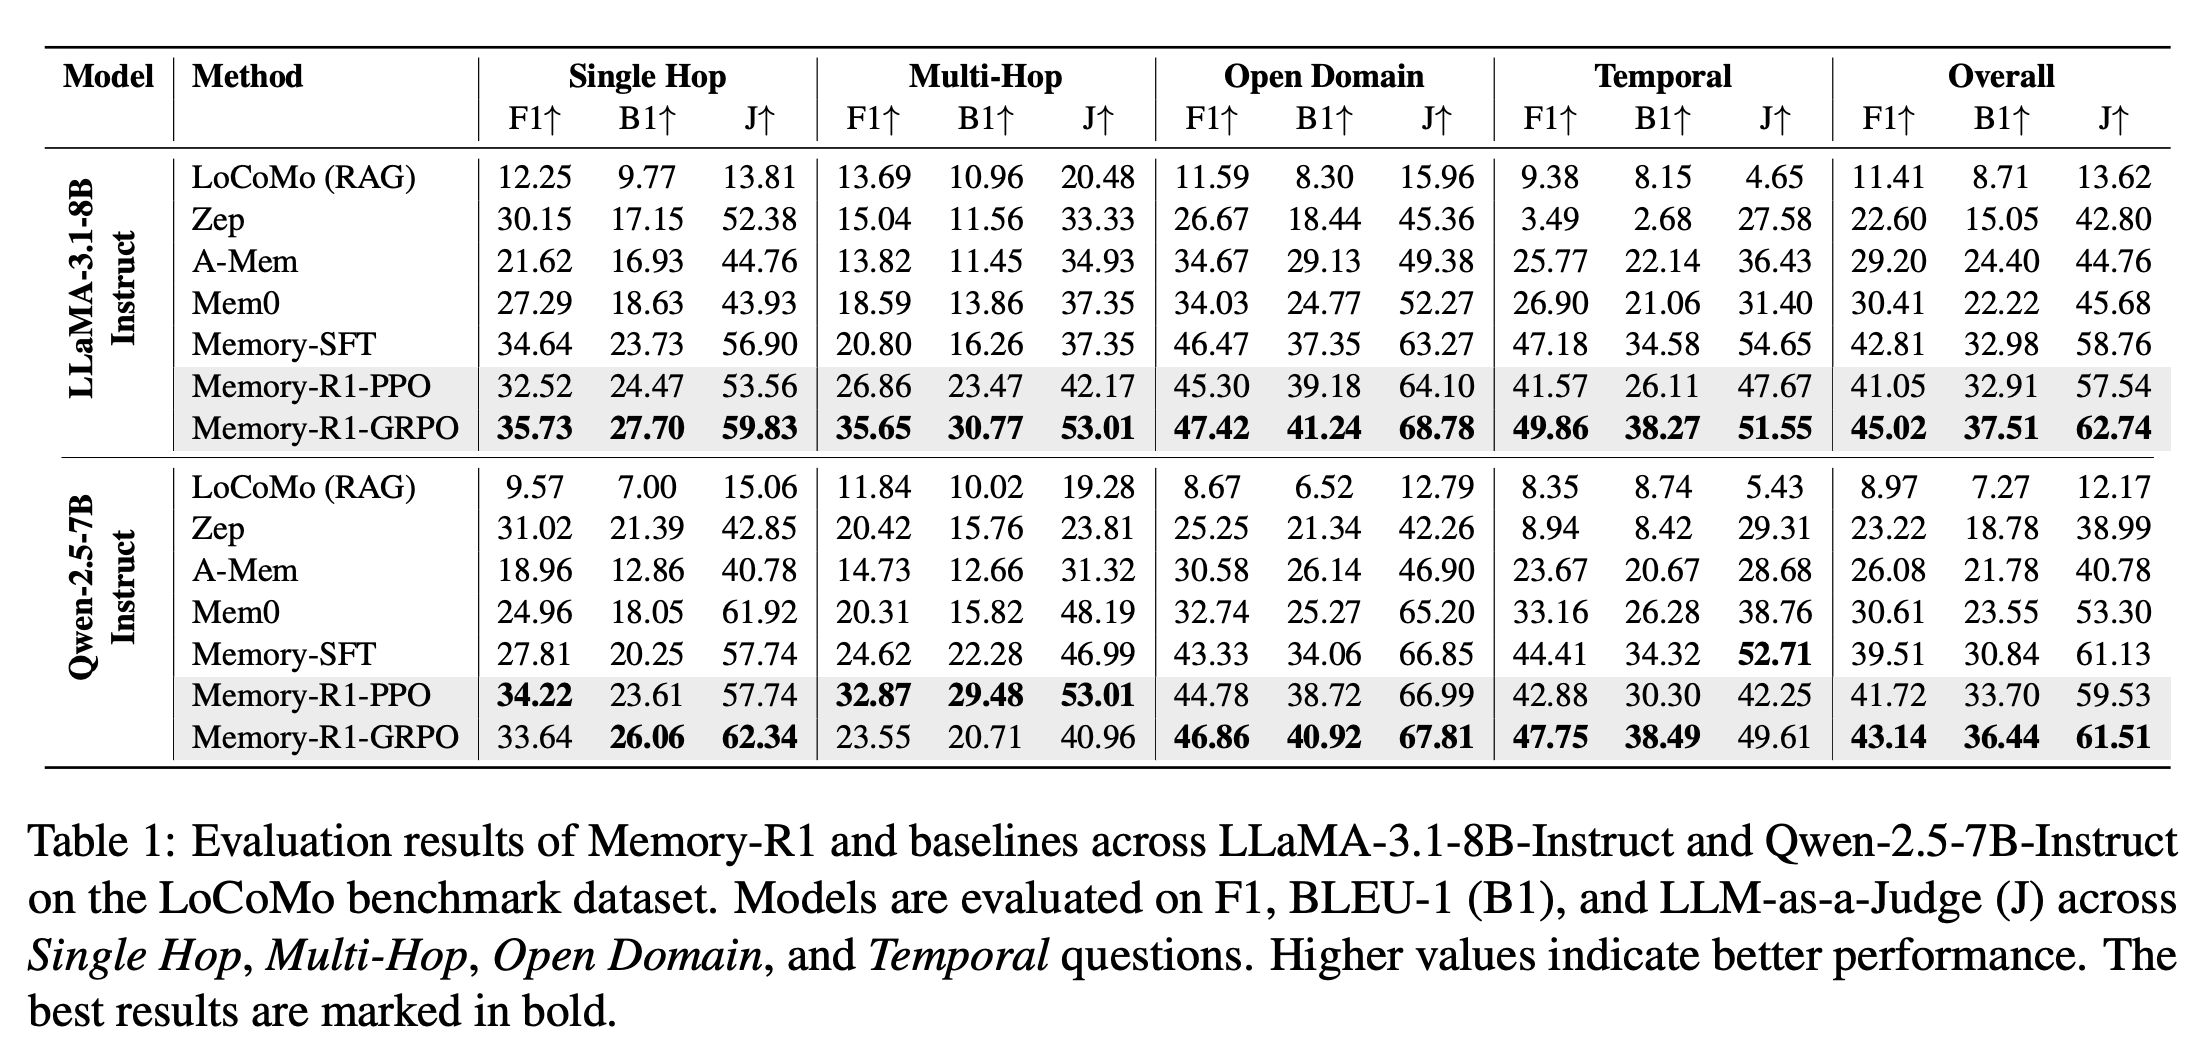 Model Method Single Hop Multi-Hop Open Domain Temporal Overall
F1↑ B1↑ J↑ F1↑ B1↑ J↑ F1↑ B1↑ J↑ F1↑ B1↑ J↑ F1↑ B1↑ J↑
LLaMA-3.1-8B
Instruct
LoCoMo (RAG) 12.25 9.77 13.81 13.69 10.96 20.48 11.59 8.30 15.96 9.38 8.15 4.65 11.41 8.71 13.62
Zep 30.15 17.15 52.38 15.04 11.56 33.33 26.67 18.44 45.36 3.49 2.68 27.58 22.60 15.05 42.80
A-Mem 21.62 16.93 44.76 13.82 11.45 34.93 34.67 29.13 49.38 25.77 22.14 36.43 29.20 24.40 44.76
Mem0 27.29 18.63 43.93 18.59 13.86 37.35 34.03 24.77 52.27 26.90 21.06 31.40 30.41 22.22 45.68
Memory-SFT 34.64 23.73 56.90 20.80 16.26 37.35 46.47 37.35 63.27 47.18 34.58 54.65 42.81 32.98 58.76
Memory-R1-PPO 32.52 24.47 53.56 26.86 23.47 42.17 45.30 39.18 64.10 41.57 26.11 47.67 41.05 32.91 57.54
Memory-R1-GRPO 35.73 27.70 59.83 35.65 30.77 53.01 47.42 41.24 68.78 49.86 38.27 51.55 45.02 37.51 62.74
Qwen-2.5-7B
Instruct
LoCoMo (RAG) 9.57 7.00 15.06 11.84 10.02 19.28 8.67 6.52 12.79 8.35 8.74 5.43 8.97 7.27 12.17
Zep 31.02 21.39 42.85 20.42 15.76 23.81 25.25 21.34 42.26 8.94 8.42 29.31 23.22 18.78 38.99
A-Mem 18.96 12.86 40.78 14.73 12.66 31.32 30.58 26.14 46.90 23.67 20.67 28.68 26.08 21.78 40.78
Mem0 24.96 18.05 61.92 20.31 15.82 48.19 32.74 25.27 65.20 33.16 26.28 38.76 30.61 23.55 53.30
Memory-SFT 27.81 20.25 57.74 24.62 22.28 46.99 43.33 34.06 66.85 44.41 34.32 52.71 39.51 30.84 61.13
Memory-R1-PPO 34.22 23.61 57.74 32.87 29.48 53.01 44.78 38.72 66.99 42.88 30.30 42.25 41.72 33.70 59.53
Memory-R1-GRPO 33.64 26.06 62.34 23.55 20.71 40.96 46.86 40.92 67.81 47.75 38.49 49.61 43.14 36.44 61.51
Table 1: Evaluation results of Memory-R1 and baselines across LLaMA-3.1-8B-Instruct and Qwen-2.5-7B-Instruct
on the LoCoMo benchmark dataset. Models are evaluated on F1, BLEU-1 (B1), and LLM-as-a-Judge (J) across
Single Hop, Multi-Hop, Open Domain, and Temporal questions. Higher values indicate better performance. The
best results are marked in bold.